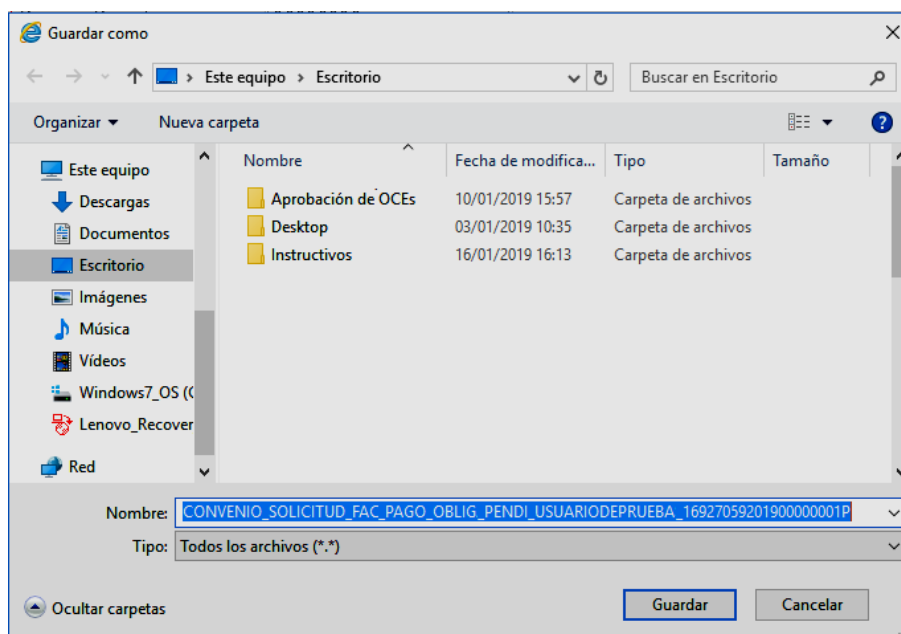 Guardar como
Este equipo > Escritorio
Buscar en Escritorio
Organizar
Nueva carpeta
Nombre Fecha de modifica... Tipo Tamaño
Este equipo
Descargas
Documentos
Escritorio
Imágenes
Música
Vídeos
Windows7_OS (C
Lenovo_Recover
Red
Aprobación de OCEs 10/01/2019 15:57 Carpeta de archivos
Desktop 03/01/2019 10:35 Carpeta de archivos
Instructivos 16/01/2019 16:13 Carpeta de archivos
Nombre: CONVENIO_SOLICITUD_FAC_PAGO_OBLIG_PENDI_USUARIODEPRUEBA_16927059201900000001P
Tipo: Todos los archivos (*.*)
Ocultar carpetas
Guardar
Cancelar